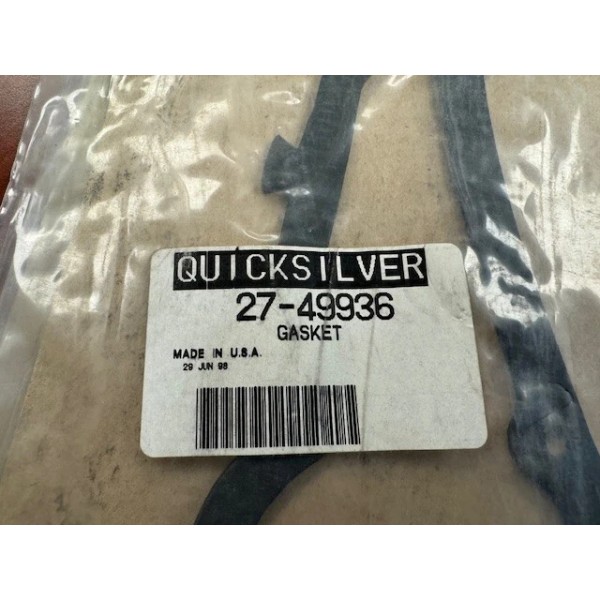 QUICKSILVER
27-49936
GASKET
MADE IN U.S.A.
29 JUN 98